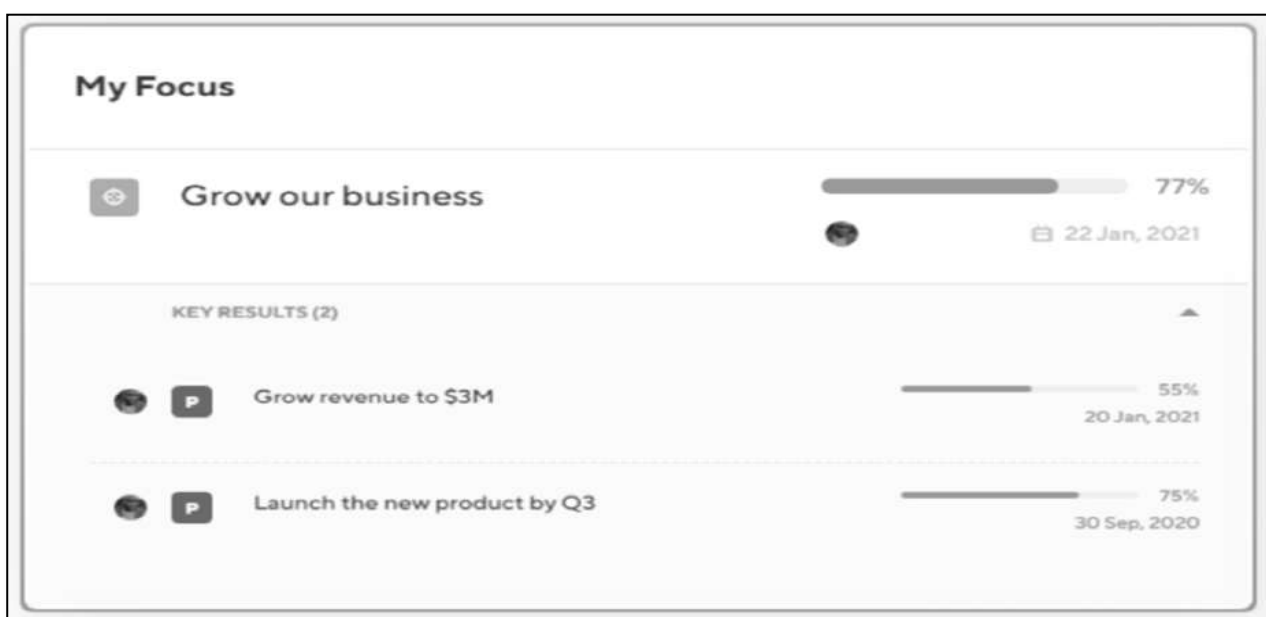 My Focus
Grow our business
77%
22 Jan, 2021
KEY RESULTS (2)
P
Grow revenue to $3M
55%
20 Jan, 2021
P
Launch the new product by Q3
75%
30 Sep, 2020